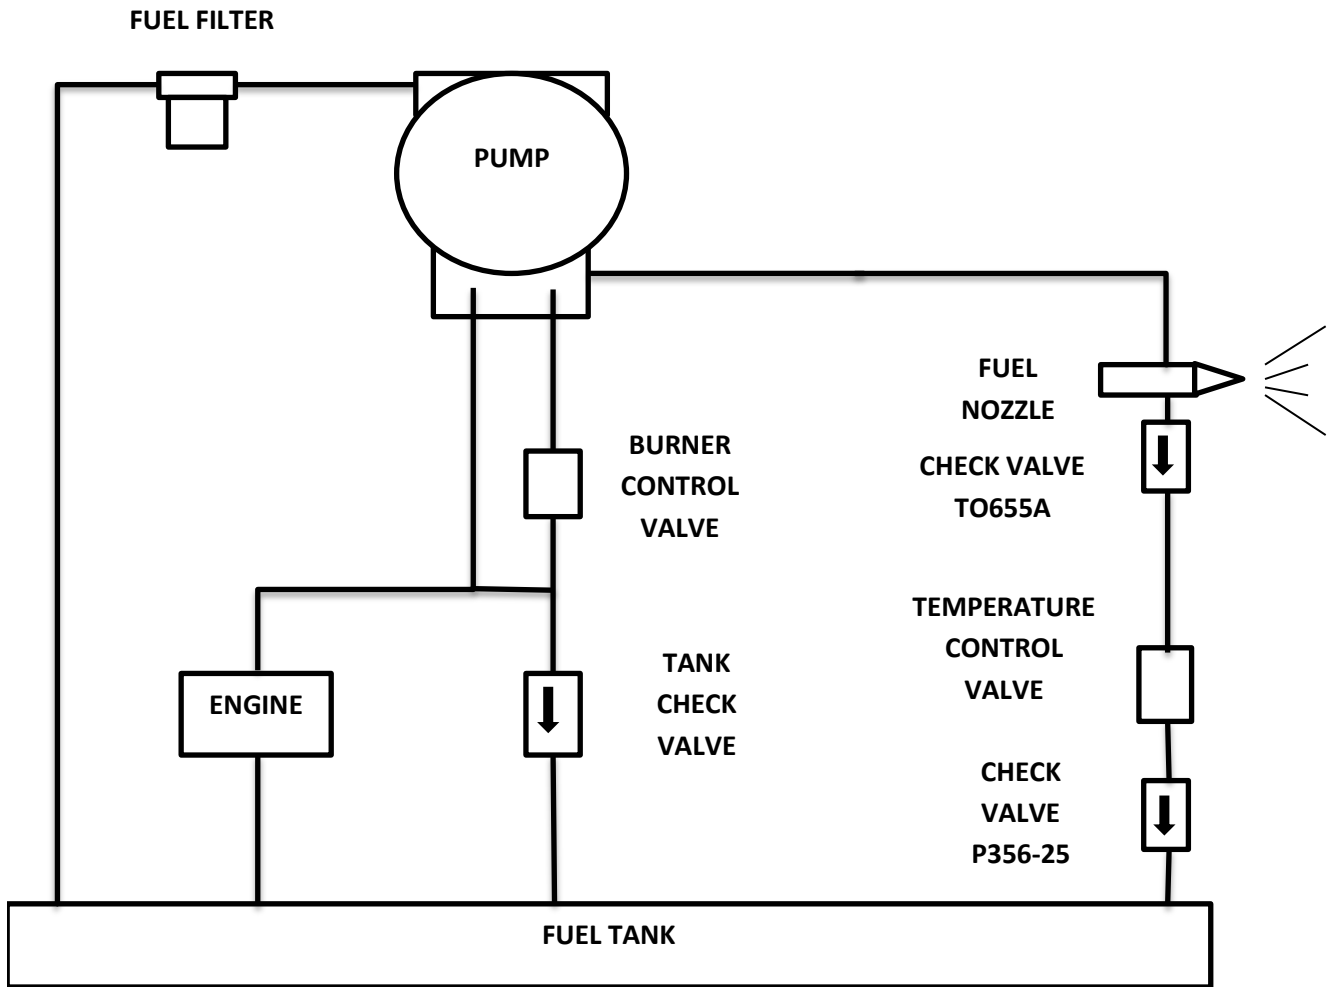 FUEL FILTER
PUMP
FUEL
NOZZLE
BURNER
CONTROL
VALVE
CHECK VALVE
TO655A
TEMPERATURE
CONTROL
VALVE
TANK
CHECK
VALVE
ENGINE
CHECK
VALVE
P356-25
FUEL TANK